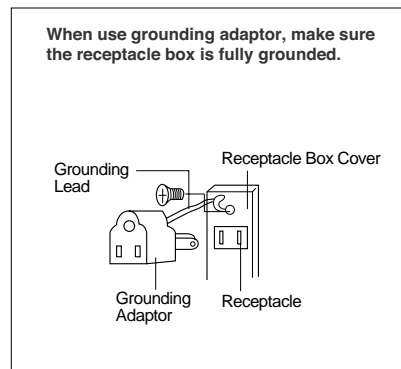 When use grounding adaptor, make sure
the receptacle box is fully grounded.
Grounding
Lead
Receptacle Box Cover
Grounding
Adaptor
Receptacle